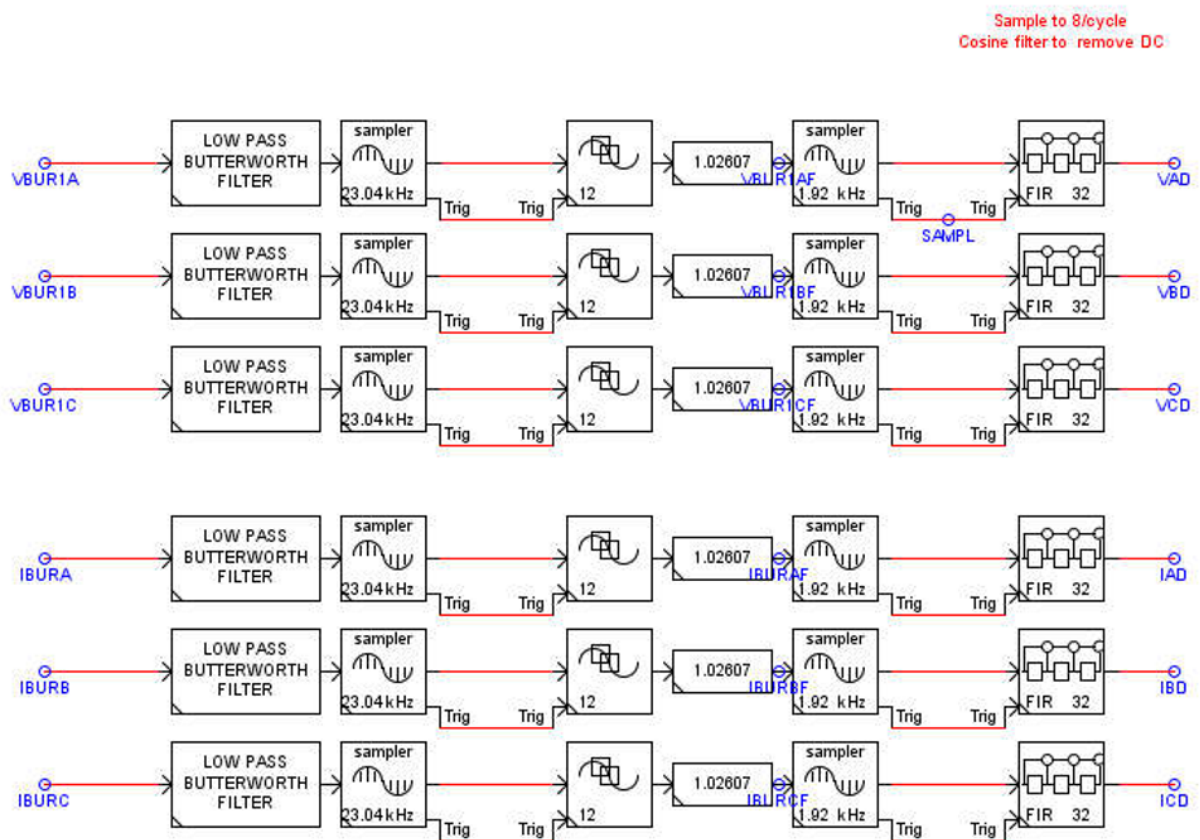 Sample to 8/cycle
Cosine filter to remove DC
VBUR1A
LOW PASS
BUTTERWORTH
FILTER
sampler
23.04kHz
Trig
Trig
12
1.02607
VBUR1AF
sampler
1.92 kHz
Trig
Trig
SAMPL
FIR 32
VAD
VBUR1B
LOW PASS
BUTTERWORTH
FILTER
sampler
23.04kHz
Trig
Trig
12
1.02607
VBUR1BF
sampler
1.92 kHz
Trig
Trig
FIR 32
VBD
VBUR1C
LOW PASS
BUTTERWORTH
FILTER
sampler
23.04kHz
Trig
Trig
12
1.02607
VBUR1CF
sampler
1.92 kHz
Trig
Trig
FIR 32
VCD
IBURA
LOW PASS
BUTTERWORTH
FILTER
sampler
23.04kHz
Trig
Trig
12
1.02607
IBURAF
sampler
1.92 kHz
Trig
Trig
FIR 32
IAD
IBURB
LOW PASS
BUTTERWORTH
FILTER
sampler
23.04kHz
Trig
Trig
12
1.02607
IBURBF
sampler
1.92 kHz
Trig
Trig
FIR 32
IBD
IBURC
LOW PASS
BUTTERWORTH
FILTER
sampler
23.04kHz
Trig
Trig
12
1.02607
IBURCF
sampler
1.92 kHz
Trig
Trig
FIR 32
ICD